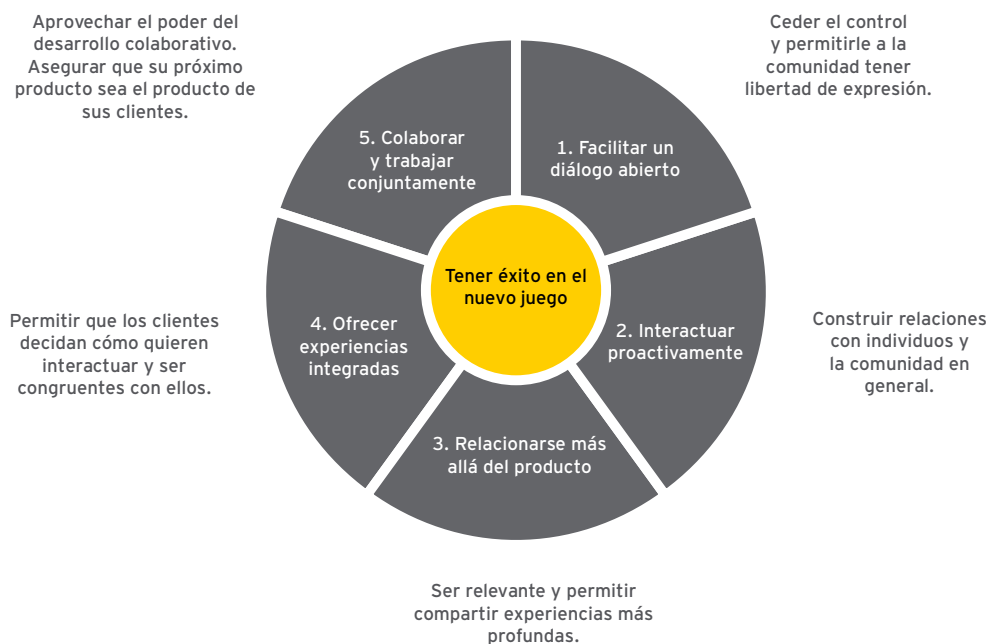 Aprovechar el poder del
desarrollo colaborativo.
Asegurar que su próximo
producto sea el producto de
sus clientes.
Ceder el control
y permitirle a la
comunidad tener
libertad de expresión.
5. Colaborar
y trabajar
conjuntamente
1. Facilitar un
diálogo abierto
Tener éxito en el
nuevo juego
Permitir que los clientes
decidan cómo quieren
interactuar y ser
congruentes con ellos.
4. Ofrecer
experiencias
integradas
2. Interactuar
proactivamente
Construir relaciones
con individuos y
la comunidad en
general.
3. Relacionarse más
allá del producto
Ser relevante y permitir
compartir experiencias más
profundas.